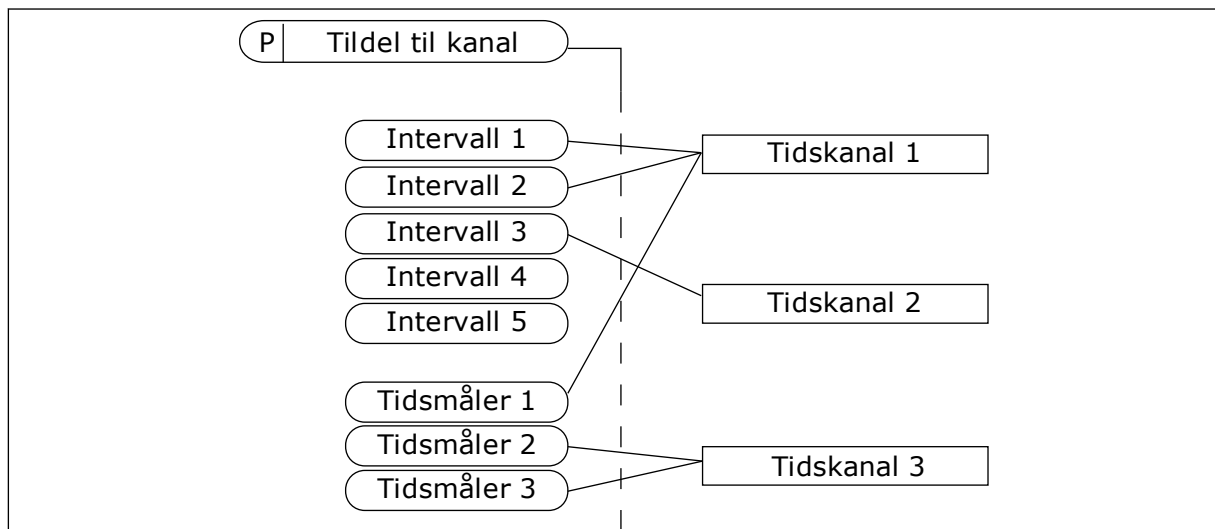 P Tildel til kanal
Intervall 1
Intervall 2
Intervall 3
Intervall 4
Intervall 5
Tidsmåler 1
Tidsmåler 2
Tidsmåler 3
Tidskanal 1
Tidskanal 2
Tidskanal 3